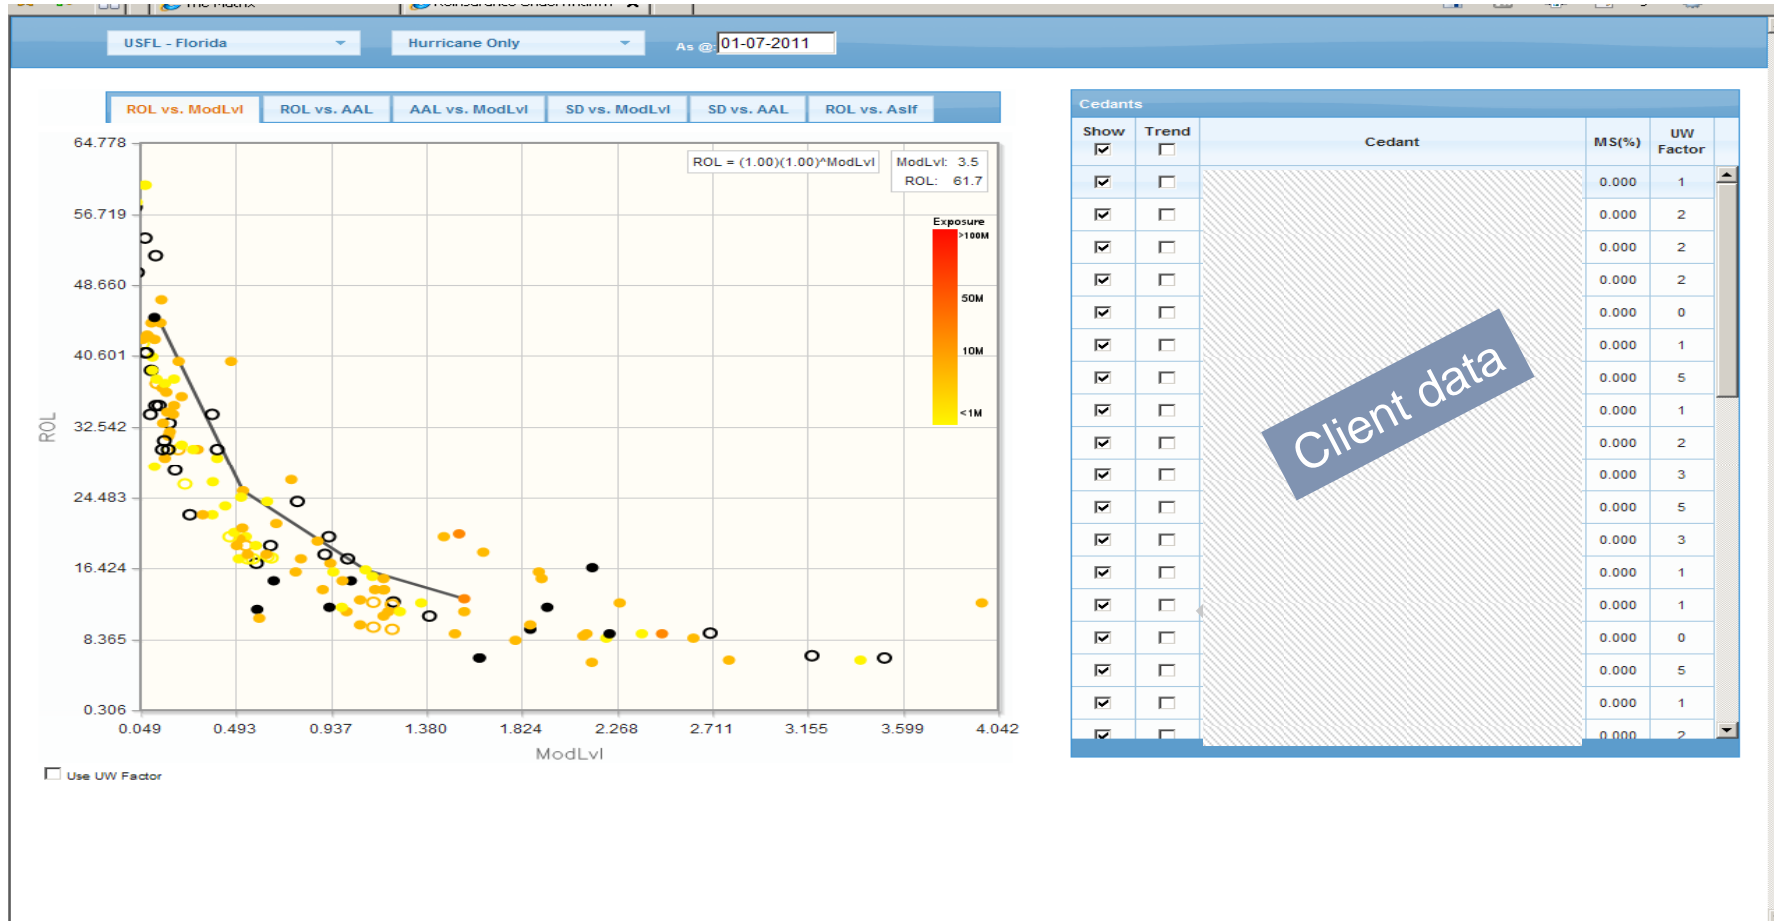 The Matrix
USFL - Florida
Hurricane Only
As @:
01-07-2011
ROL vs. ModLvl
ROL vs. AAL
AAL vs. ModLvl
SD vs. ModLvl
SD vs. AAL
ROL vs. AsIf
64.778
56.719
48.660
40.601
32.542
24.483
16.424
8.365
0.306
ROL
ROL = (1.00)(1.00)^ModLvl
ModLvl: 3.5
ROL: 61.7
Exposure
>100M
50M
10M
<1M
0.049
0.493
0.937
1.380
1.824
2.268
2.711
3.155
3.599
4.042
ModLvl
Use UW Factor
Cedants
Show
Trend
Cedant
MS(%)
UW
Factor
0.000 1
0.000 2
0.000 2
0.000 2
0.000 0
0.000 1
0.000 5
0.000 1
0.000 2
0.000 3
0.000 5
0.000 3
0.000 1
0.000 1
0.000 0
0.000 5
0.000 1
0.000 2
Client data